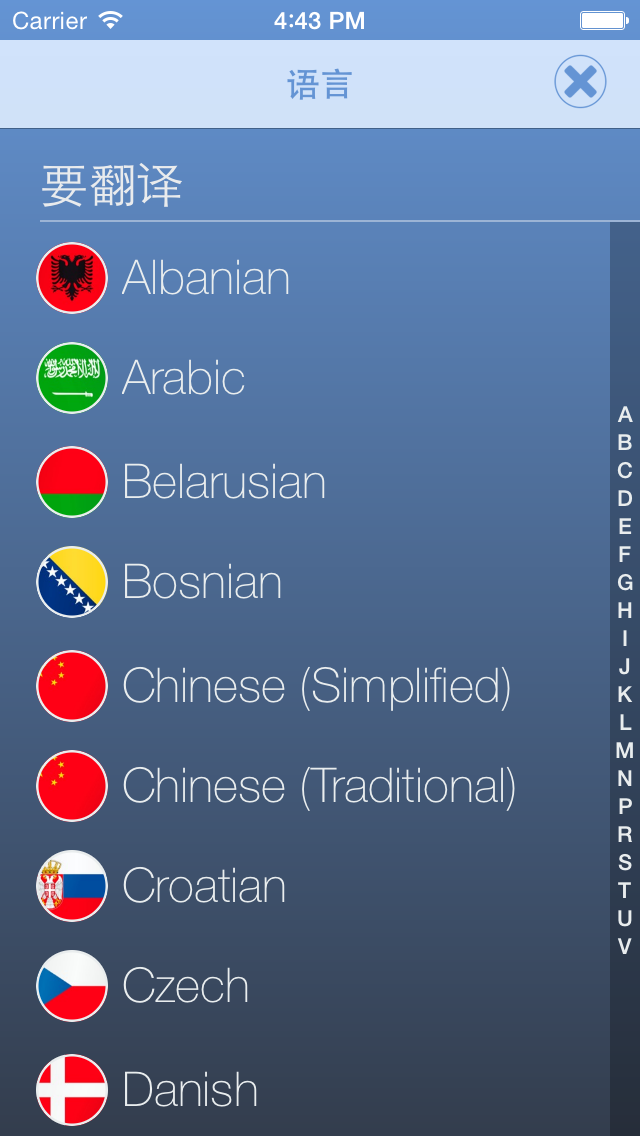 Carrier 4:43 PM
语言
要翻译
Albanian
Arabic
Belarusian
Bosnian
Chinese (Simplified)
Chinese (Traditional)
Croatian
Czech
Danish
A
B
C
D
E
F
G
H
I
J
K
L
M
N
P
R
S
T
U
V